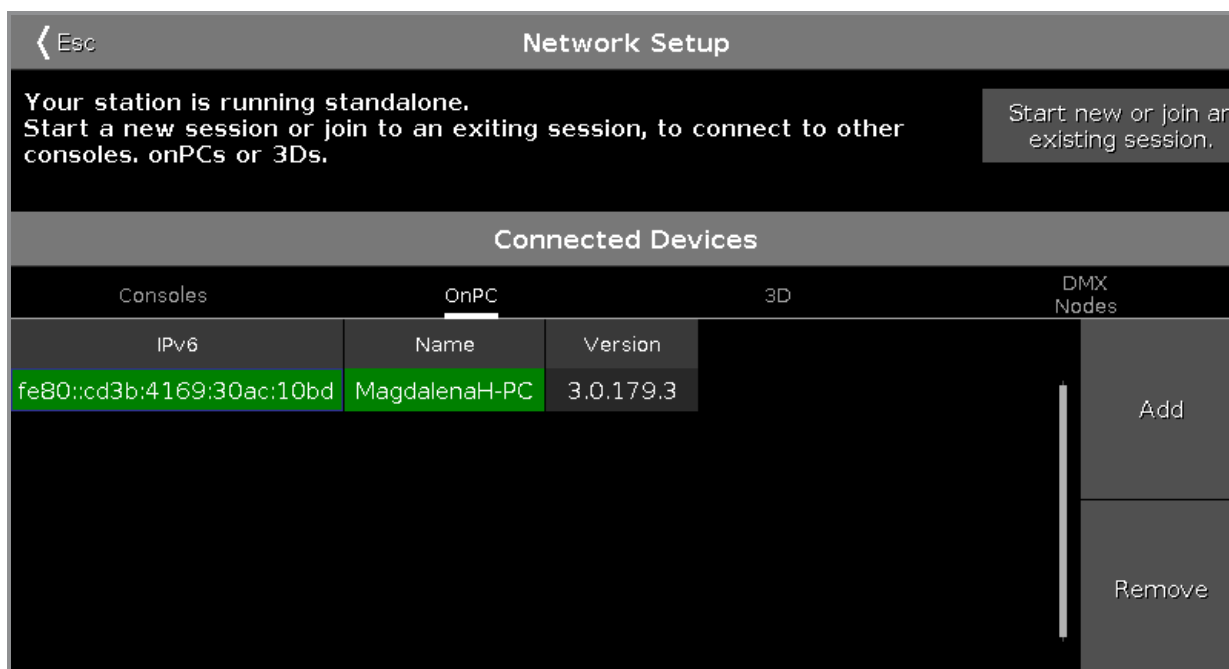 Esc
Network Setup
Your station is running standalone.
Start a new session or join to an exiting session, to connect to other
consoles. onPCs or 3Ds.
Start new or join an
existing session.
Connected Devices
Consoles
OnPC
3D
DMX
Nodes
IPv6
Name
Version
fe80::cd3b:4169:30ac:10bd
MagdalenaH-PC
3.0.179.3
Add
Remove